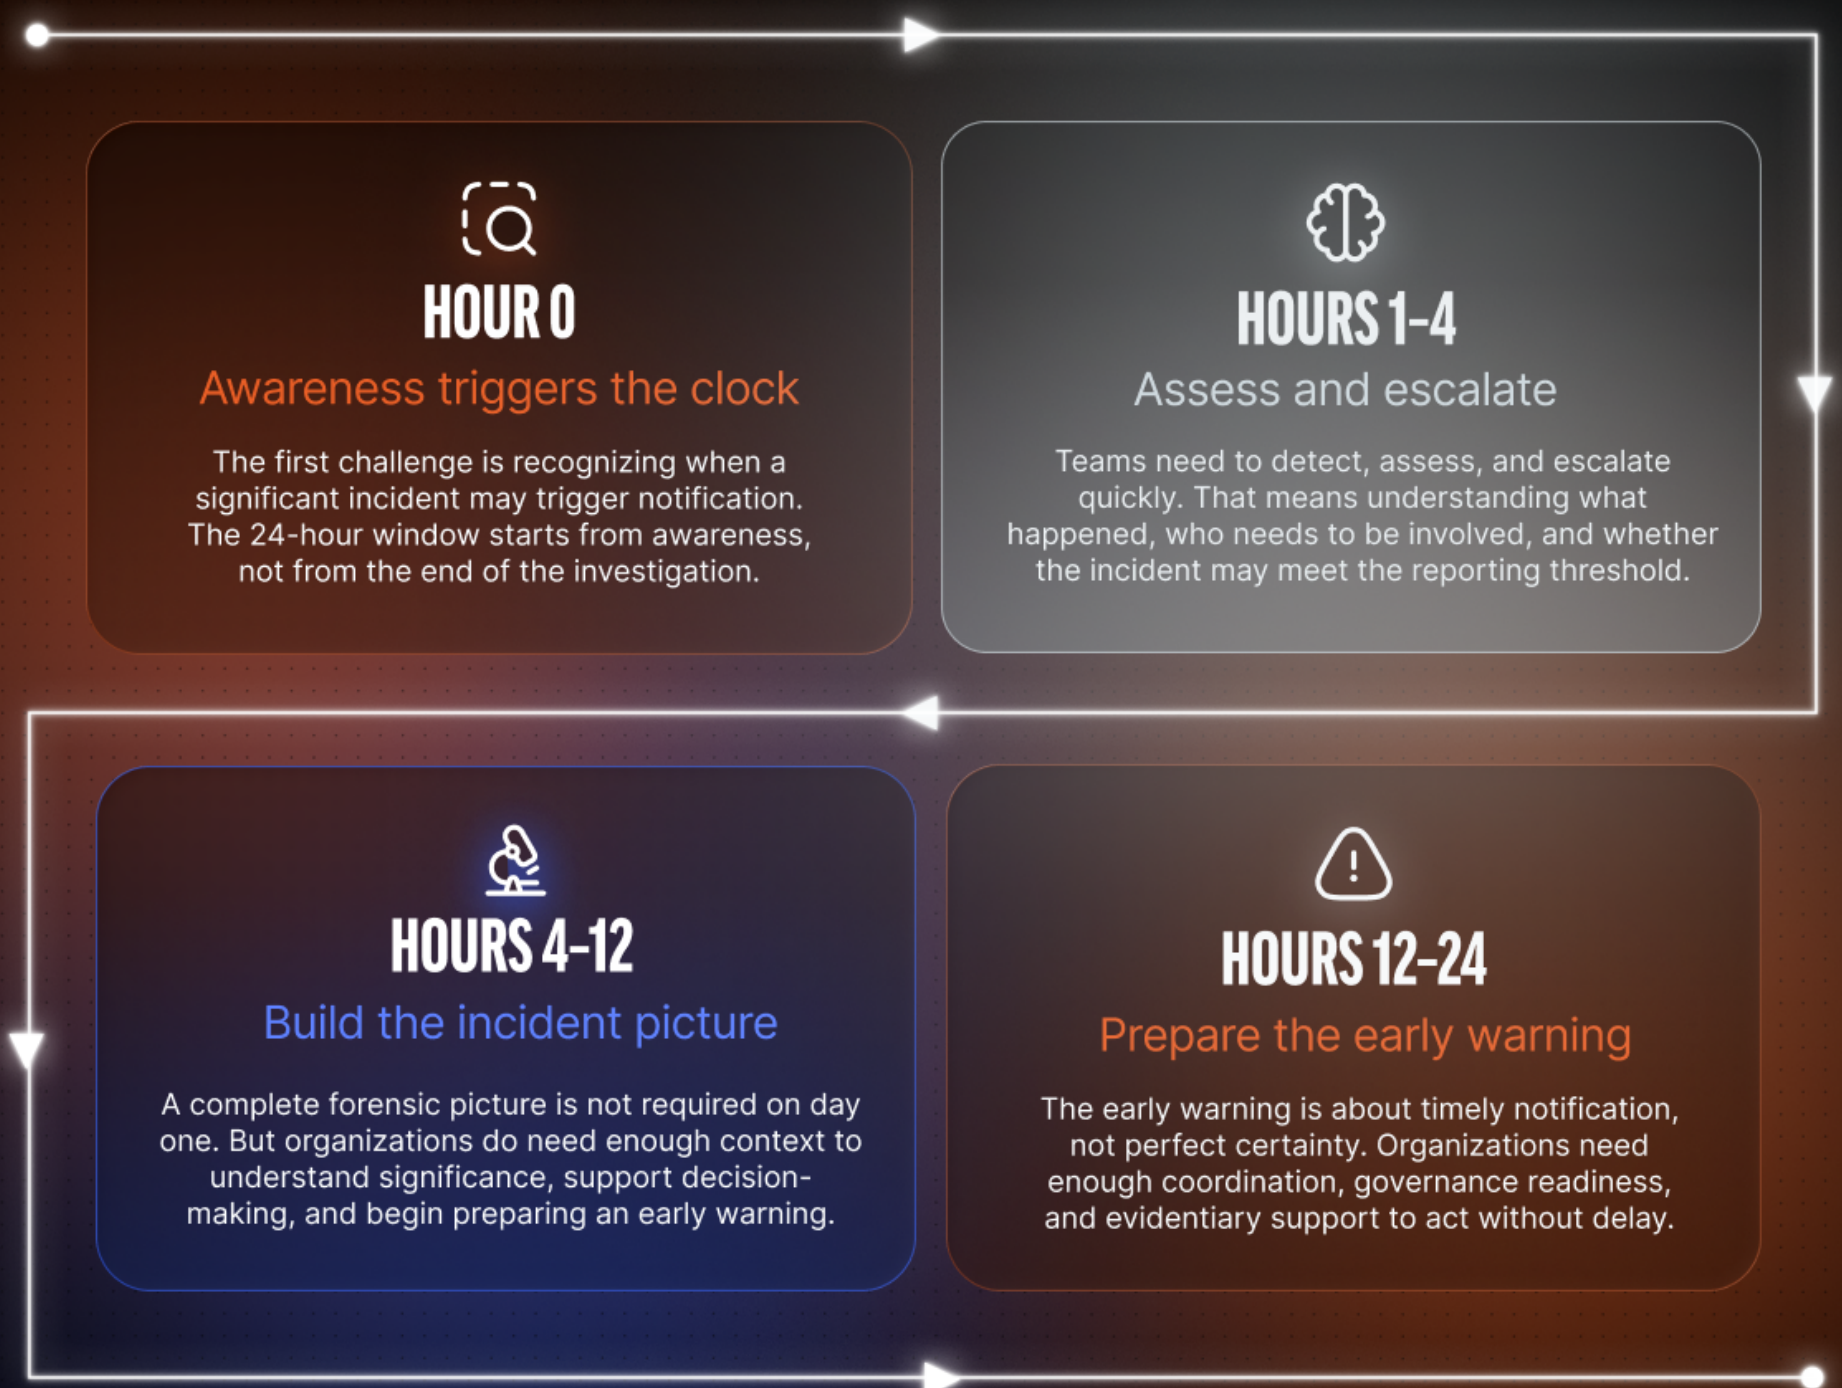 HOUR 0
Awareness triggers the clock
The first challenge is recognizing when a
significant incident may trigger notification.
The 24-hour window starts from awareness,
not from the end of the investigation.
HOURS 1–4
Assess and escalate
Teams need to detect, assess, and escalate
quickly. That means understanding what
happened, who needs to be involved, and whether
the incident may meet the reporting threshold.
HOURS 4–12
Build the incident picture
A complete forensic picture is not required on day
one. But organizations do need enough context to
understand significance, support decision-
making, and begin preparing an early warning.
HOURS 12–24
Prepare the early warning
The early warning is about timely notification,
not perfect certainty. Organizations need
enough coordination, governance readiness,
and evidentiary support to act without delay.